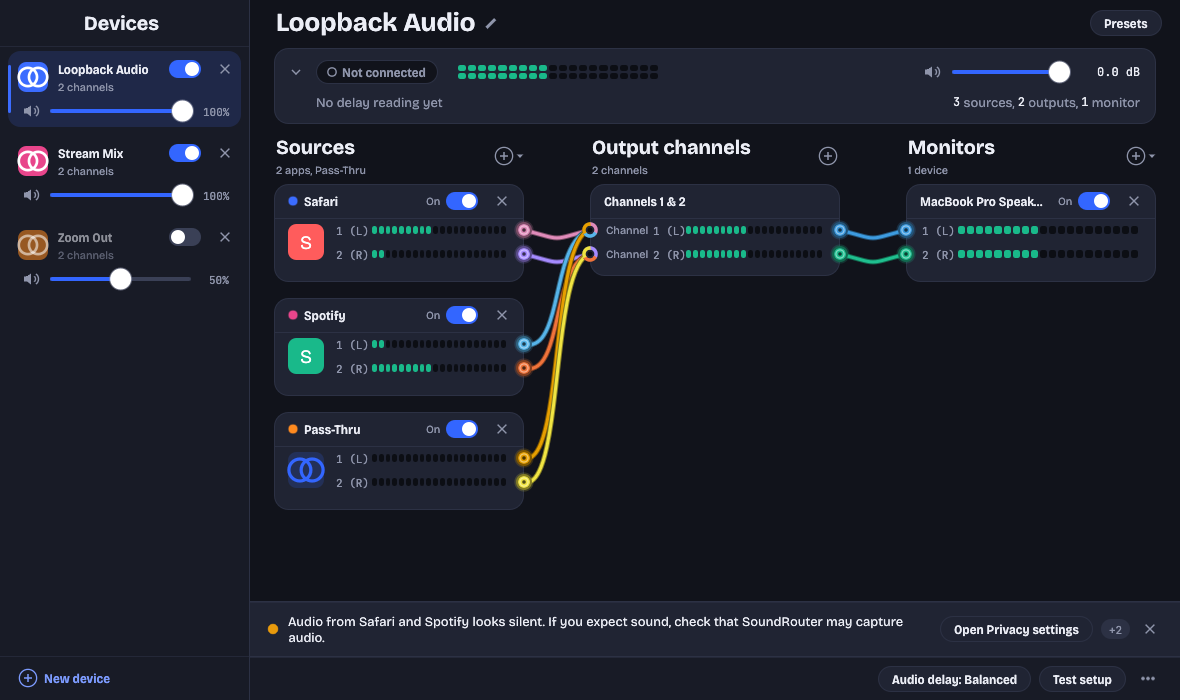 Devices
Loopback Audio
2 channels
100%
Stream Mix
2 channels
100%
Zoom Out
2 channels
50%
New device
Loopback Audio
Presets
Not connected
0.0 dB
No delay reading yet
3 sources, 2 outputs, 1 monitor
Sources
2 apps, Pass-Thru
Safari
On
S
1 (L)
2 (R)
Spotify
On
S
1 (L)
2 (R)
Pass-Thru
On
1 (L)
2 (R)
Output channels
2 channels
Channels 1 & 2
Channel 1 (L)
Channel 2 (R)
Monitors
1 device
MacBook Pro Speak...
On
1 (L)
2 (R)
Audio from Safari and Spotify looks silent. If you expect sound, check that SoundRouter may capture
audio.
Open Privacy settings
+2
Audio delay: Balanced
Test setup